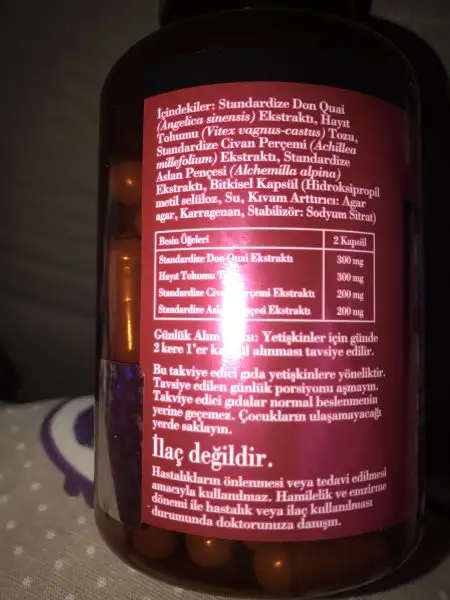 İçindekiler: Standardize Don Quai
(Angelica sinensis) Ekstraktı, Hayıt
Tohumu (Vitex vagnus-castus) Tozu,
Standardize Civan Perçemi (Achillea
millefolium) Ekstraktı, Standardize
Aslan Pençesi (Alchemilla alpina)
Ekstraktı, Bitkisel Kapsül (Hidroksipropil
metil selüloz, Su, Kıvam Artturıcı: Agar
agar, Karragenan, Stabilizör: Sodyum Sitrat)
Besin Öğeleri 2 Kapsül
Standardize Don Quai Ekstraktı 300 mg
Hayıt Tohumu 300 mg
Standardize Civan Perçemi Ekstraktı 200 mg
Standardize Aslan Pençesi Ekstraktı 200 mg
Günlük Alım Yetişkinler için günde
2 kere 1'er kapsül alınması tavsiye edilir.
Bu takviye edici gıda yetişkinlere yöneliktir.
Tavsiye edilen günlük porsiyonu aşmayın.
Takviye edici gıdalar normal beslenmenin
yerine geçemez. Çocukların ulaşamayacağı
yerde saklayın.
İlaç değildir.
Hastalıkların önlenmesi veya tedavi edilmesi
amacıyla kullanılmaz. Hamilelik ve emzirme
dönemi ile hastalık veya ilaç kullanılması
durumunda doktorunuza danışın.